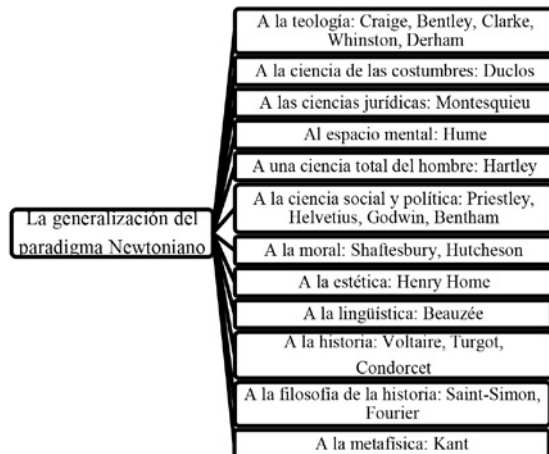 A la teología: Craige, Bentley, Clarke,
Whinston, Derham
A la ciencia de las costumbres: Duclos
A las ciencias jurídicas: Montesquieu
Al espacio mental: Hume
A una ciencia total del hombre: Hartley
La generalización del
paradigma Newtoniano
A la ciencia social y política: Priestley,
Helvetius, Godwin, Bentham
A la moral: Shaftesbury, Hutcheson
A la estética: Henry Home
A la lingüística: Beauzée
A la historia: Voltaire, Turgot,
Condorcet
A la filosofía de la historia: Saint-Simon,
Fourier
A la metafísica: Kant